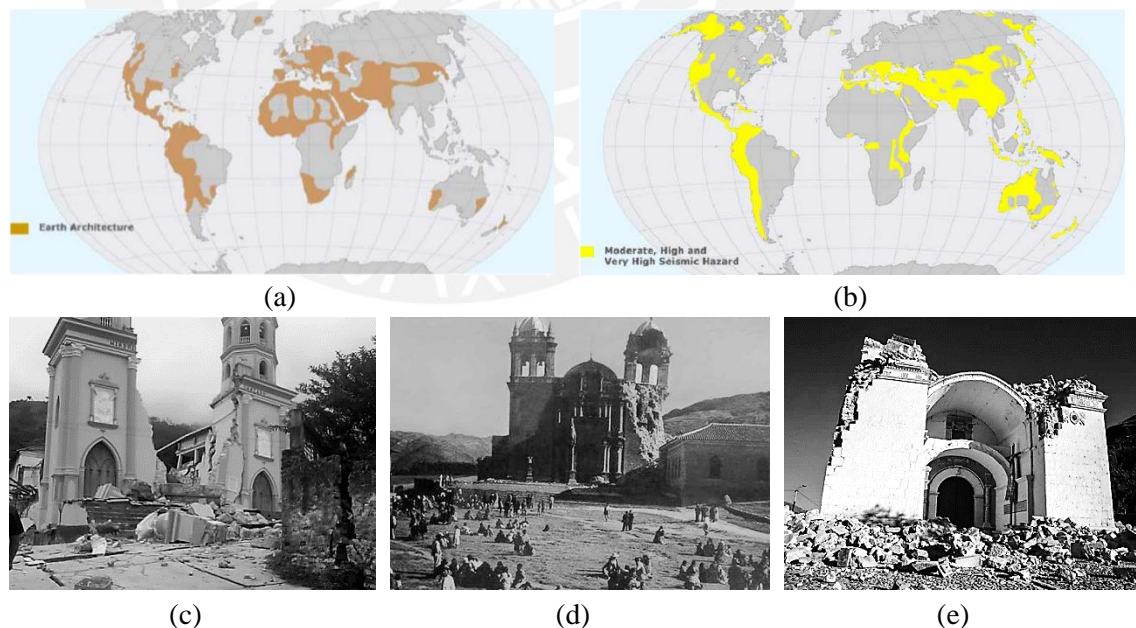 Earth Architecture
Moderate, High and
Very High Seismic Hazard
(a)
(b)
(c)
(d)
(e)